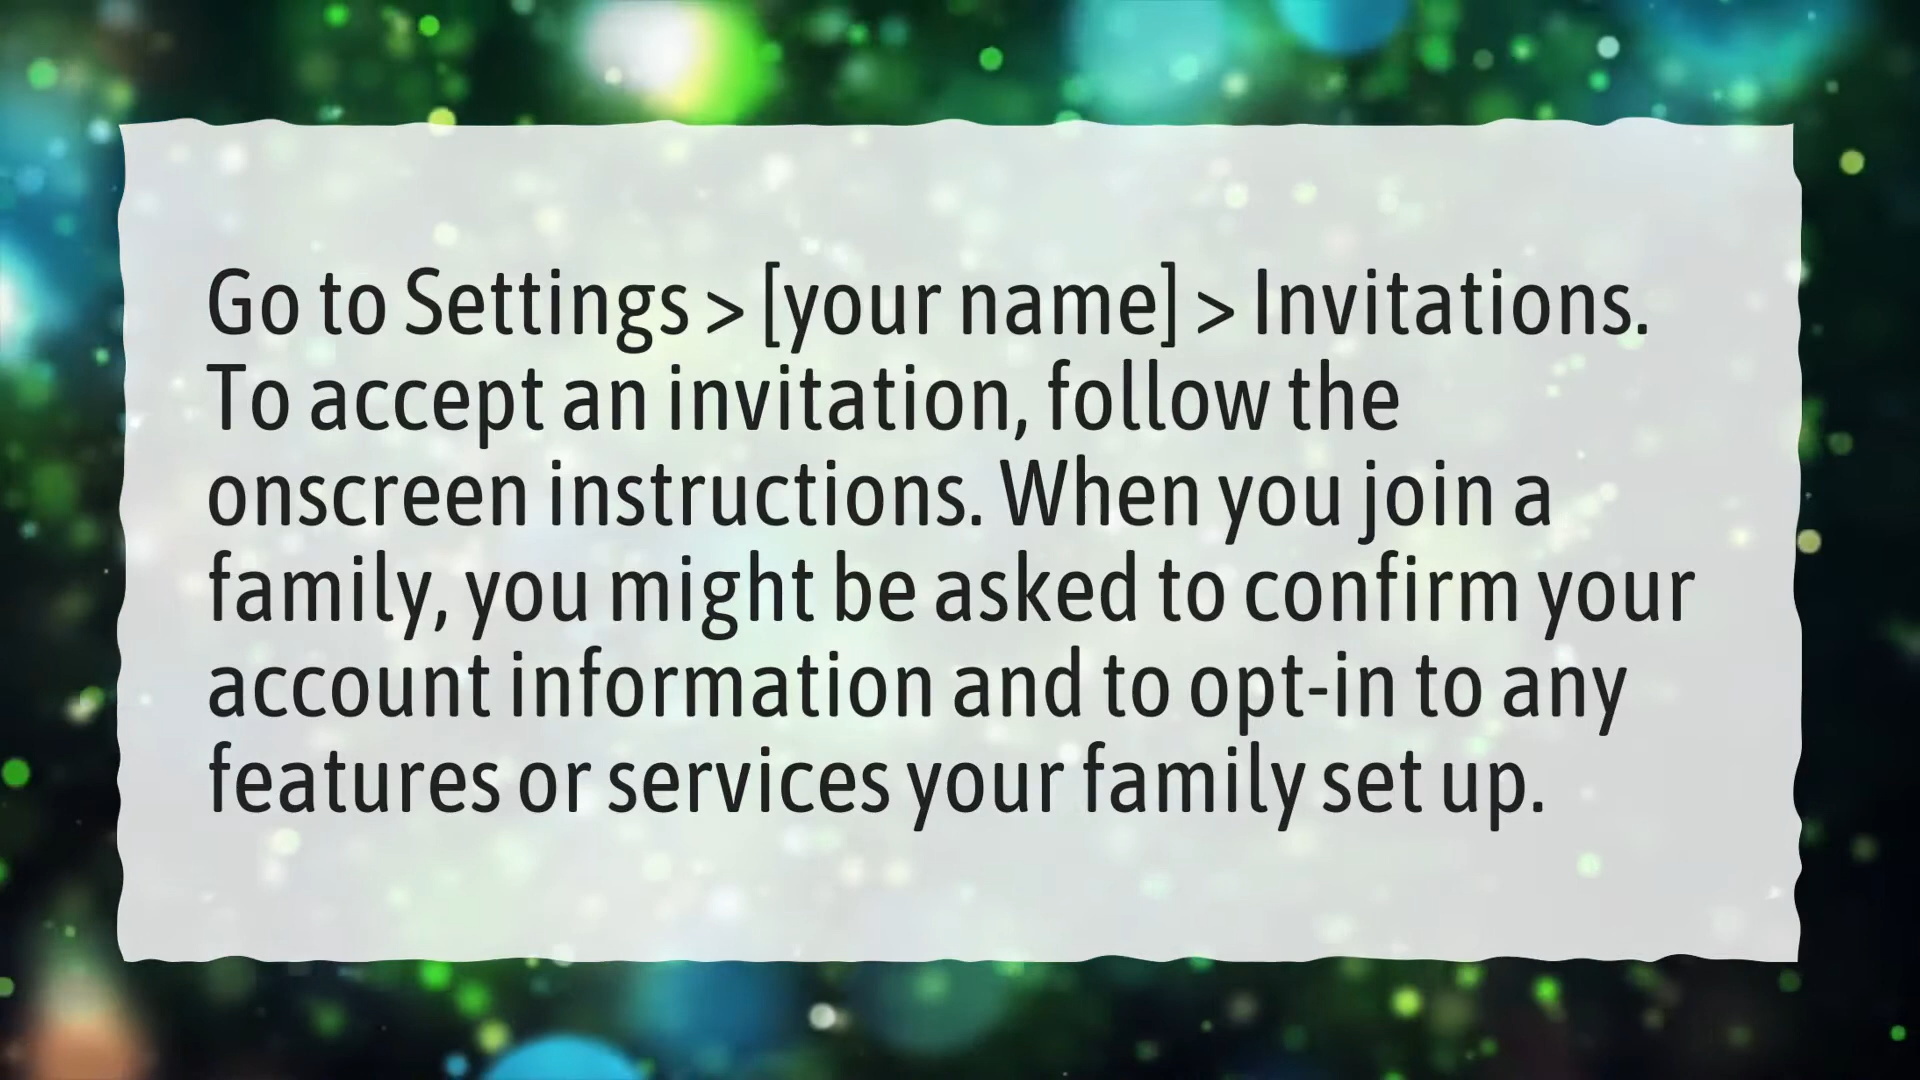 Go to Settings > [your name] > Invitations.
To accept an invitation, follow the
onscreen instructions. When you join a
family, you might be asked to confirm your
account information and to opt-in to any
features or services your family set up.